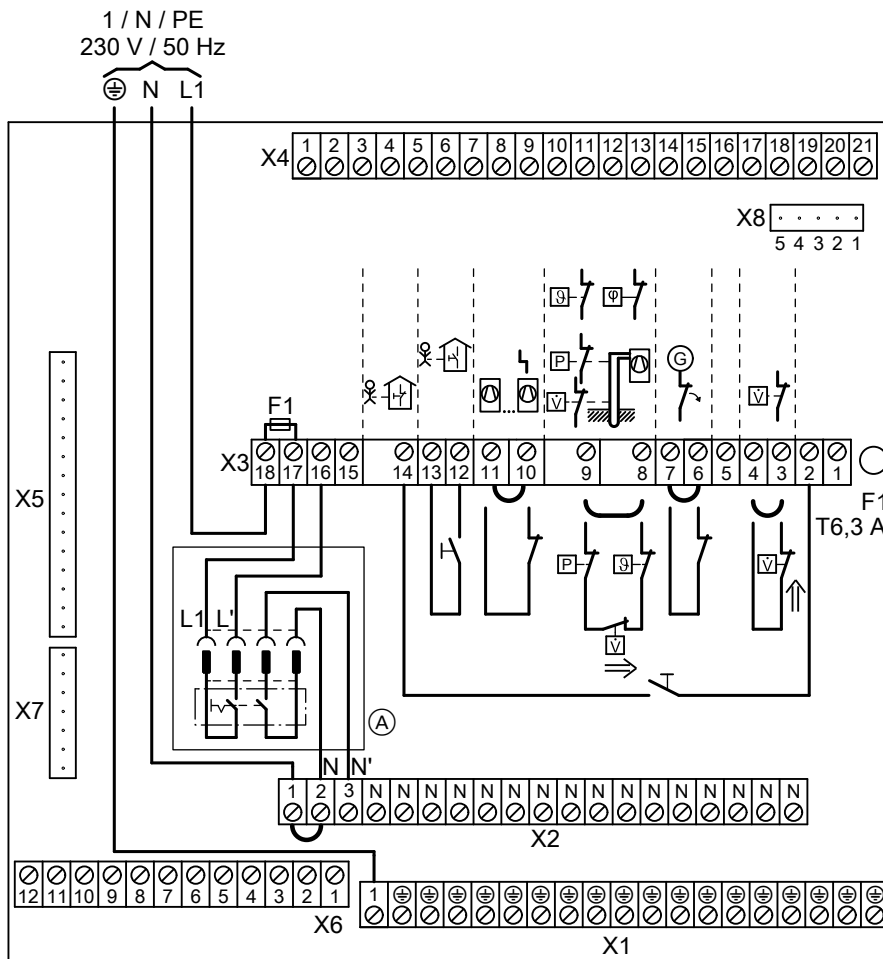 1 / N / PE
230 V / 50 Hz
N L1
X4
1 2 3 4 5 6 7 8 9 10 11 12 13 14 15 16 17 18 19 20 21
X8
5 4 3 2 1
ϑ φ
P
G
V̇ V̇
...
F1
X3
18 17 16 15 14 13 12 11 10 9 8 7 6 5 4 3 2 1
F1
T6,3 A
X5
P ϑ V̇
L1 L'
V̇
X7
A
N N'
1 2 3 N N N N N N N N N N N N N N N N
X2
12 11 10 9 8 7 6 5 4 3 2 1
X6
1
X1